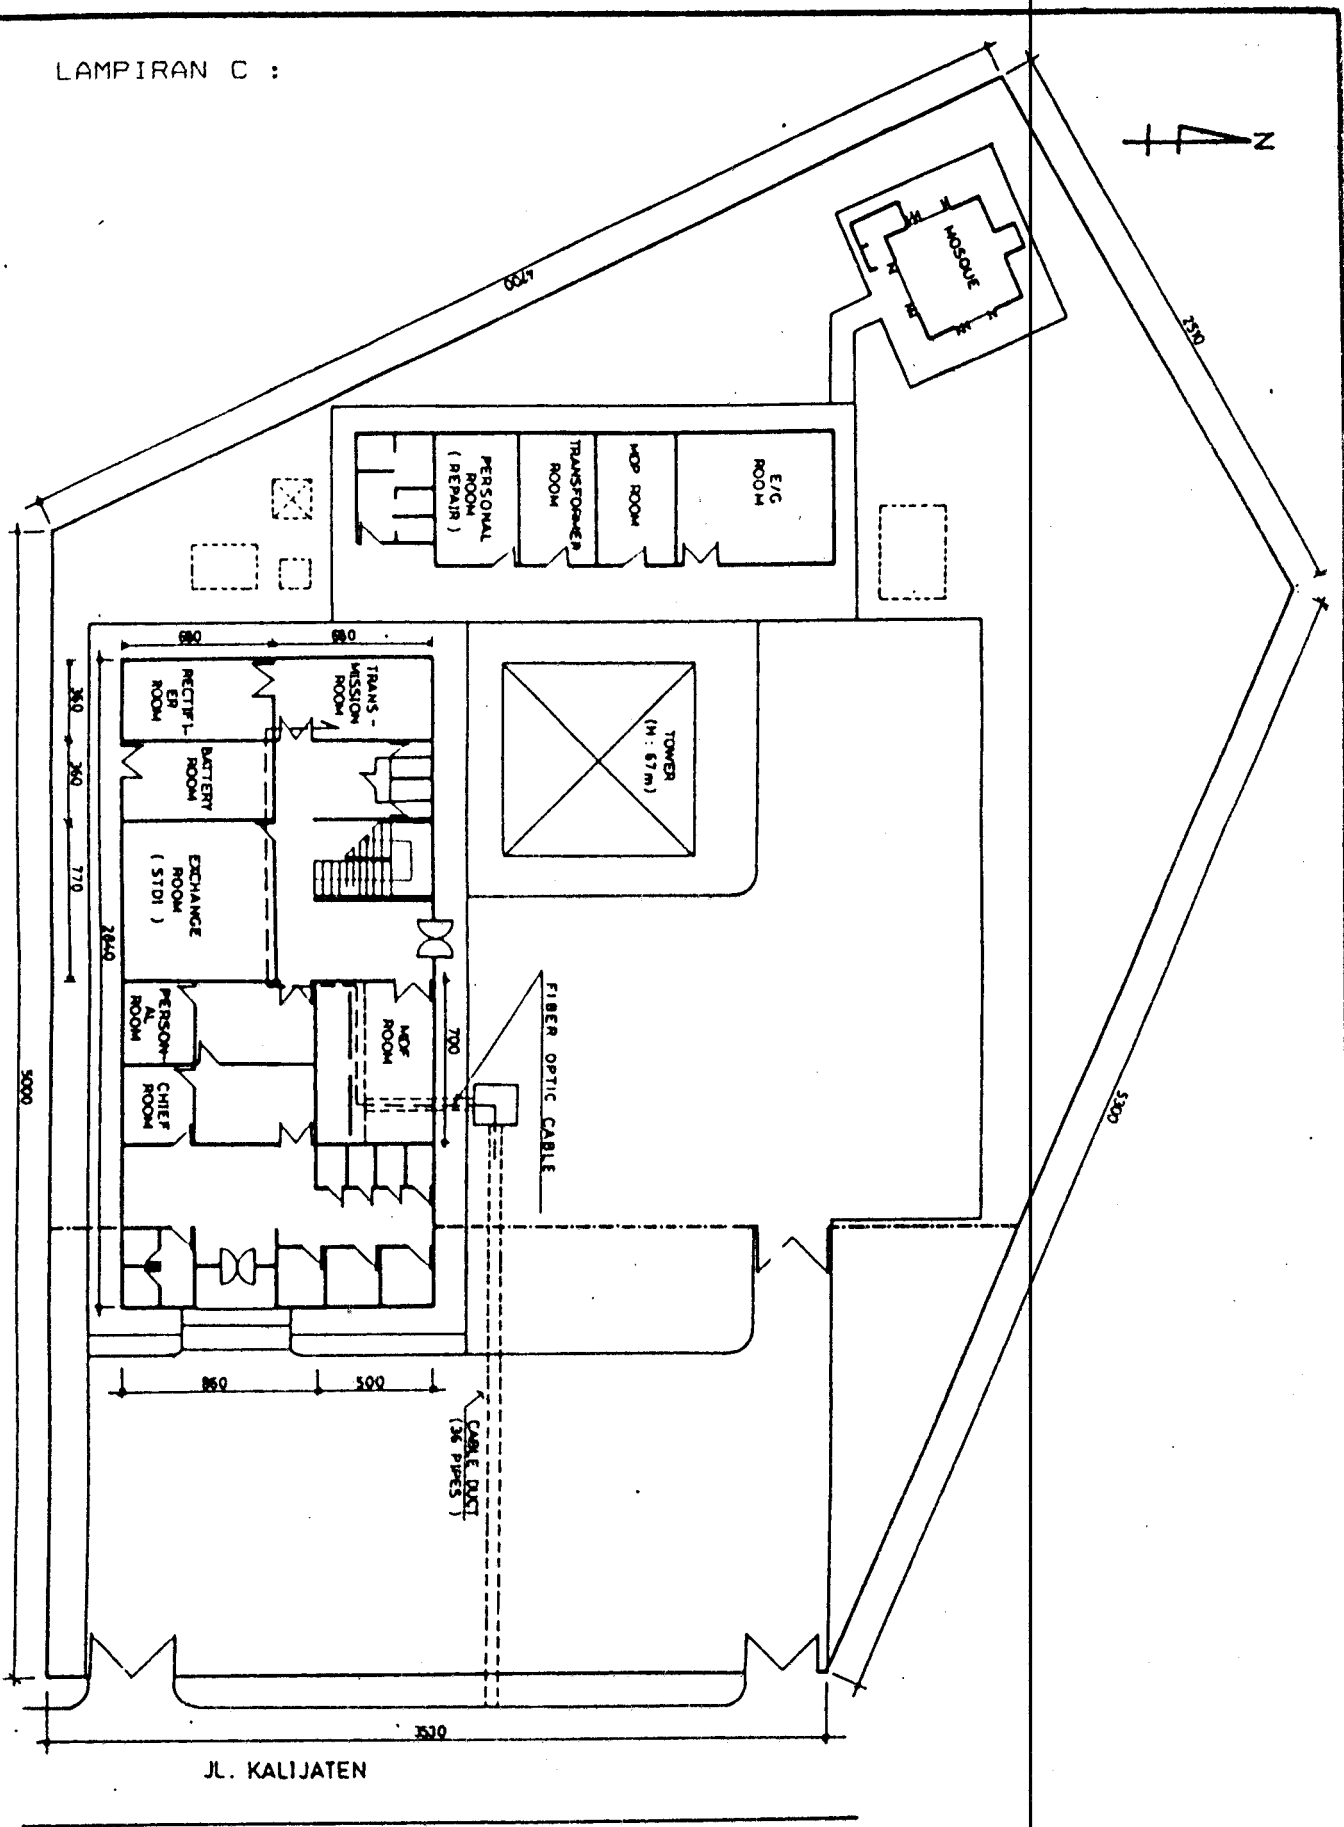 LAMPIRAN C :
N
MOSQUE
4700
2510
E/G
ROOM
MDP ROOM
TRANSFORMER
ROOM
PERSONAL
ROOM
( REPAIR )
680
680
TRANS-
MISSION
ROOM
RECTIFI-
ER
ROOM
TOWER
(H : 67 m)
360
360
770
BATTERY
ROOM
EXCHANGE
ROOM
( STDI )
2840
PERSON-
AL
ROOM
MDF
ROOM
700
FIBER OPTIC CABLE
CHIEF
ROOM
5000
5300
860
500
CABLE DUCT
(36 PIPES )
3530
JL. KALIJATEN